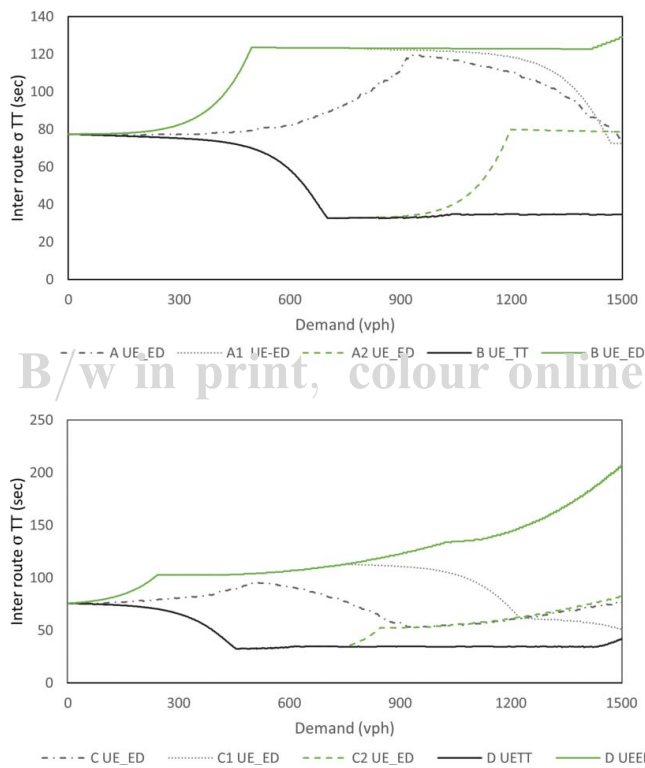 140
120
100
80
60
40
20
0
Inter route σ TT (sec)
0 300 600 900 1200 1500
Demand (vph)
A UE_ED A1 UE-ED A2 UE_ED B UE_TT B UE_ED
B/w in print, colour online
250
200
150
100
50
0
Inter route σ TT (sec)
0 300 600 900 1200 1500
Demand (vph)
C UE_ED C1 UE_ED C2 UE_ED D UETT D UEE